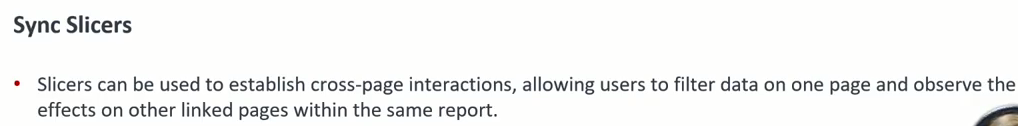 Sync Slicers
• Slicers can be used to establish cross-page interactions, allowing users to filter data on one page and observe the
effects on other linked pages within the same report.